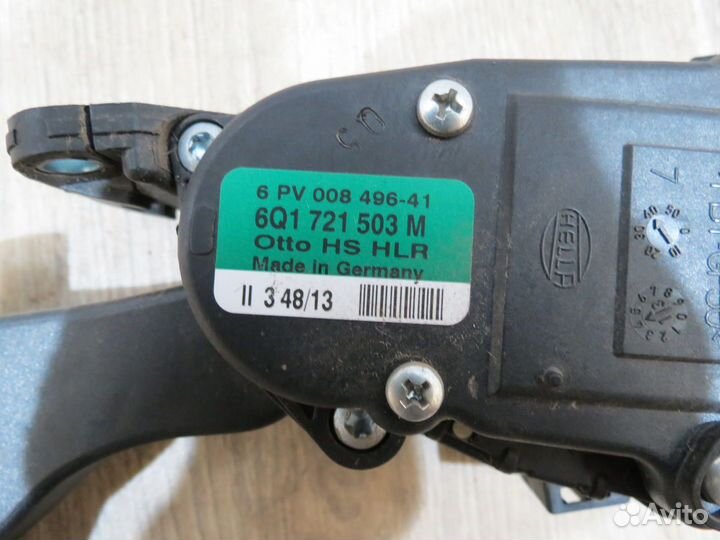 6 PV 008 496-41
6Q1 721 503 M
Otto HS HLR
Made in Germany
II 3 48/13
HELLA
7
Avito